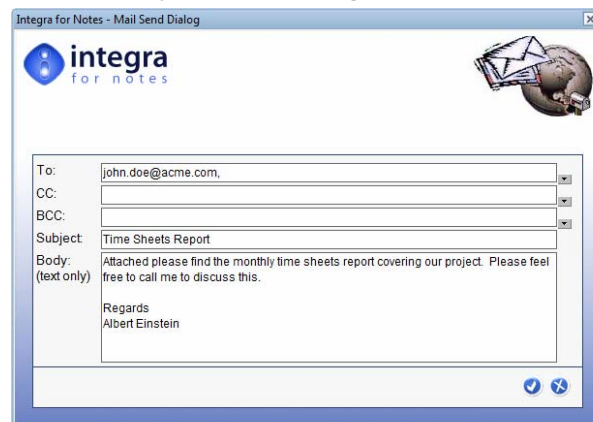 Integra for Notes - Mail Send Dialog
integra
for notes
To: john.doe@acme.com,
CC:
BCC:
Subject: Time Sheets Report
Body: Attached please find the monthly time sheets report covering our project. Please feel
(text only) free to call me to discuss this.
Regards
Albert Einstein